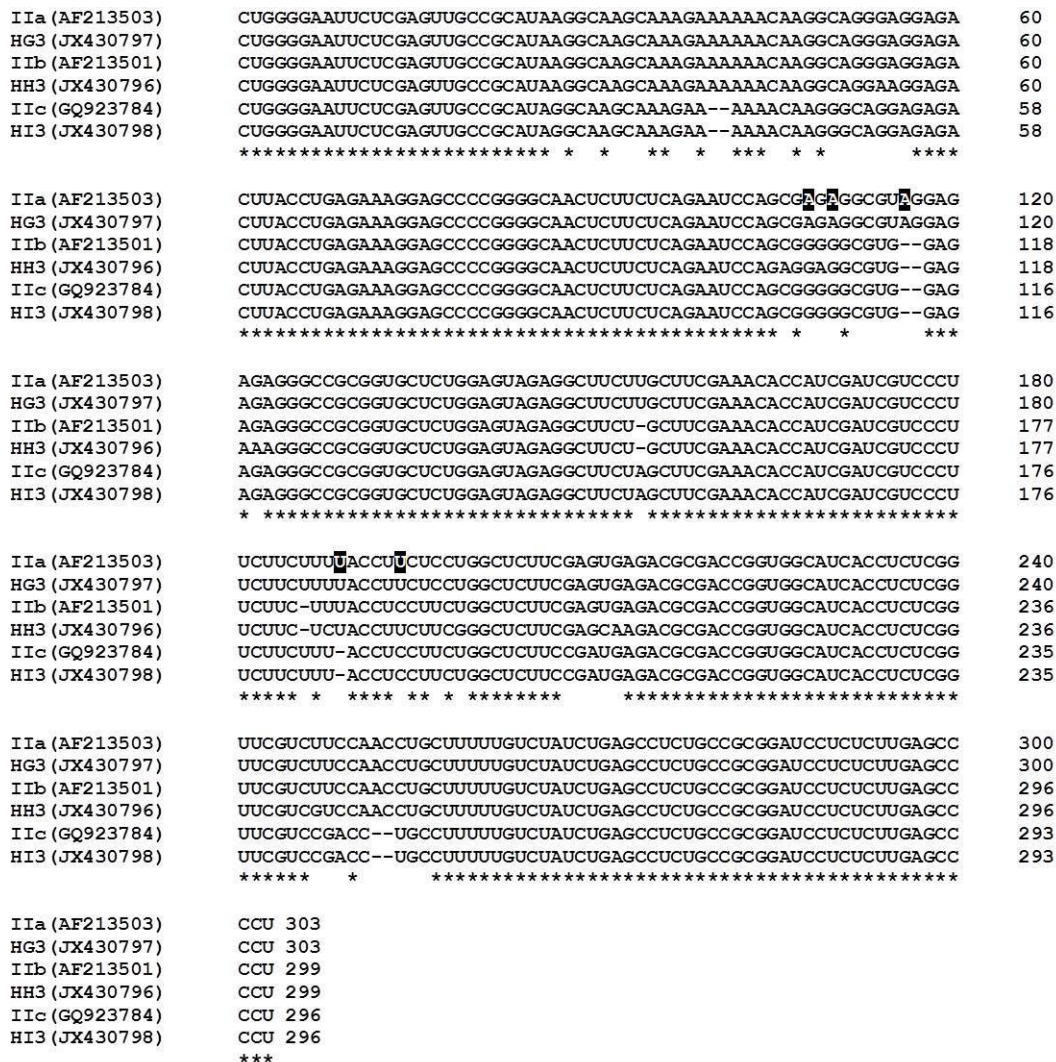 IIa(AF213503) CUGGGGAAUUCUCGAGUUGCCGCAUAAGGCAAGCAAAGAAAAAACAAGGCAGGGAGGAGA 60
HG3(JX430797) CUGGGGAAUUCUCGAGUUGCCGCAUAAGGCAAGCAAAGAAAAAACAAGGCAGGGAGGAGA 60
IIb(AF213501) CUGGGGAAUUCUCGAGUUGCCGCAUAAGGCAAGCAAAGAAAAAACAAGGCAGGGAGGAGA 60
HH3(JX430796) CUGGGGAAUUCUCGAGUUGCCGCAUAAGGCAAGCAAAGAAAAAACAAGGCAGGAAGGAGA 60
IIc(GQ923784) CUGGGGAAUUCUCGAGUUGCCGCAUAGGCAAGCAAAGAA--AAAACAAGGGCAGGAGAGA 58
HI3(JX430798) CUGGGGAAUUCUCGAGUUGCCGCAUAGGCAAGCAAAGAA--AAAACAAGGGCAGGAGAGA 58
************************** *  *   **  *  ***  * *       ****
IIa(AF213503) CUUACCUGAGAAAGGAGCCCCGGGGCAACUCUUCUCAGAAUCCAGCGAGAGGCGUAGGAG 120
HG3(JX430797) CUUACCUGAGAAAGGAGCCCCGGGGCAACUCUUCUCAGAAUCCAGCGAGAGGCGUAGGAG 120
IIb(AF213501) CUUACCUGAGAAAGGAGCCCCGGGGCAACUCUUCUCAGAAUCCAGCGGGGGCGUG--GAG 118
HH3(JX430796) CUUACCUGAGAAAGGAGCCCCGGGGCAACUCUUCUCAGAAUCCAGAGGAGGCGUG--GAG 118
IIc(GQ923784) CUUACCUGAGAAAGGAGCCCCGGGGCAACUCUUCUCAGAAUCCAGCGGGGGCGUG--GAG 116
HI3(JX430798) CUUACCUGAGAAAGGAGCCCCGGGGCAACUCUUCUCAGAAUCCAGCGGGGGCGUG--GAG 116
********************************************* *   *      ***
IIa(AF213503) AGAGGGCCGCGGUGCUCUGGAGUAGAGGCUUCUUGCUUCGAAACACCAUCGAUCGUCCCU 180
HG3(JX430797) AGAGGGCCGCGGUGCUCUGGAGUAGAGGCUUCUUGCUUCGAAACACCAUCGAUCGUCCCU 180
IIb(AF213501) AGAGGGCCGCGGUGCUCUGGAGUAGAGGCUUCU-GCUUCGAAACACCAUCGAUCGUCCCU 177
HH3(JX430796) AAAGGGCCGCGGUGCUCUGGAGUAGAGGCUUCU-GCUUCGAAACACCAUCGAUCGUCCCU 177
IIc(GQ923784) AGAGGGCCGCGGUGCUCUGGAGUAGAGGCUUCUAGCUUCGAAACACCAUCGAUCGUCCCU 176
HI3(JX430798) AGAGGGCCGCGGUGCUCUGGAGUAGAGGCUUCUAGCUUCGAAACACCAUCGAUCGUCCCU 176
* ******************************* **************************
IIa(AF213503) UCUUCUUUUACCUUCUCCUGGCUCUUCGAGUGAGACGCGACCGGUGGCAUCACCUCUCGG 240
HG3(JX430797) UCUUCUUUUACCUUCUCCUGGCUCUUCGAGUGAGACGCGACCGGUGGCAUCACCUCUCGG 240
IIb(AF213501) UCUUC-UUUACCUCCUUCUGGCUCUUCGAGUGAGACGCGACCGGUGGCAUCACCUCUCGG 236
HH3(JX430796) UCUUC-UCUACCUUCUUCGGGCUCUUCGAGCAAGACGCGACCGGUGGCAUCACCUCUCGG 236
IIc(GQ923784) UCUUCUUU-ACCUCCUUCUGGCUCUUCCGAUGAGACGCGACCGGUGGCAUCACCUCUCGG 235
HI3(JX430798) UCUUCUUU-ACCUCCUUCUGGCUCUUCCGAUGAGACGCGACCGGUGGCAUCACCUCUCGG 235
***** *  **** ** * ********     ****************************
IIa(AF213503) UUCGUCUUCCAACCUGCUUUUUGUCUAUCUGAGCCUCUGCCGCGGAUCCUCUCUUGAGCC 300
HG3(JX430797) UUCGUCUUCCAACCUGCUUUUUGUCUAUCUGAGCCUCUGCCGCGGAUCCUCUCUUGAGCC 300
IIb(AF213501) UUCGUCUUCCAACCUGCUUUUUGUCUAUCUGAGCCUCUGCCGCGGAUCCUCUCUUGAGCC 296
HH3(JX430796) UUCGUCGUCCAACCUGCUUUUUGUCUAUCUGAGCCUCUGCCGCGGAUCCUCUCUUGAGCC 296
IIc(GQ923784) UUCGUCCGACC--UGCCUUUUUGUCUAUCUGAGCCUCUGCCGCGGAUCCUCUCUUGAGCC 293
HI3(JX430798) UUCGUCCGACC--UGCCUUUUUGUCUAUCUGAGCCUCUGCCGCGGAUCCUCUCUUGAGCC 293
******   *      ********************************************
IIa(AF213503) CCU 303
HG3(JX430797) CCU 303
IIb(AF213501) CCU 299
HH3(JX430796) CCU 299
IIc(GQ923784) CCU 296
HI3(JX430798) CCU 296
***